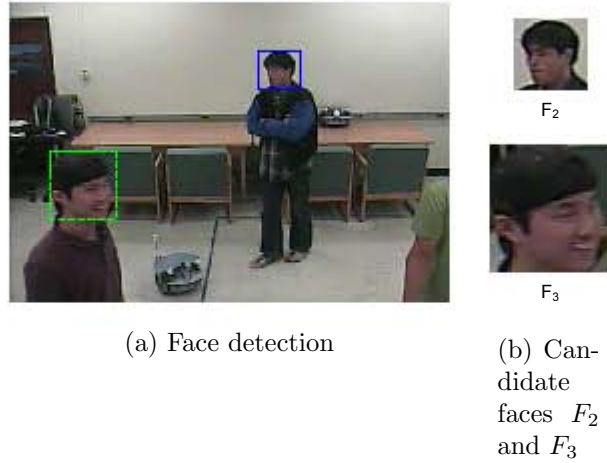 F2
F3
(a) Face detection
(b) Can-
didate
faces F2
and F3